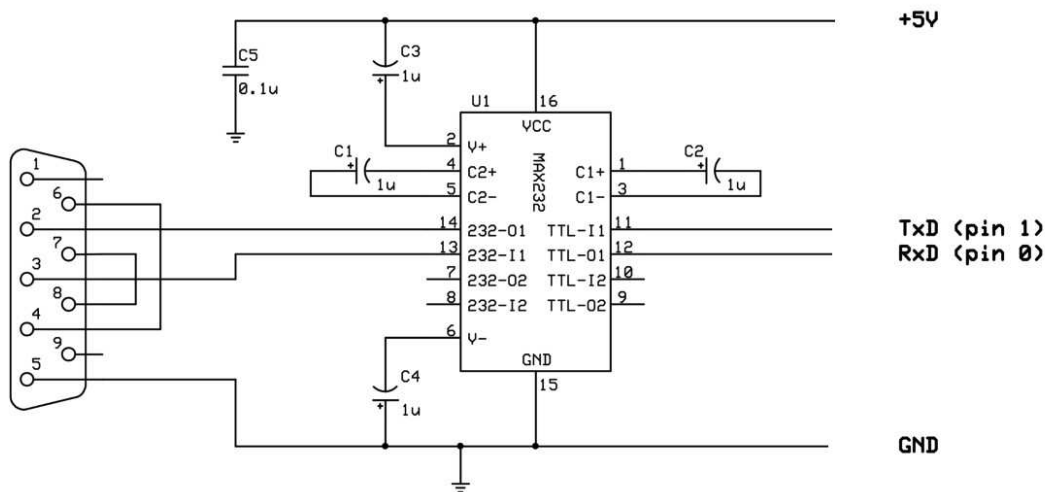 +5V
C5
0.1u
C3
+
1u
U1
16
VCC
MAX232
2
V+
C1
+
1u
4
C2+
5
C2-
1
C1+
3
C1-
C2
+
1u
14
232-O1
TTL-I1
11
TxD (pin 1)
13
232-I1
TTL-O1
12
RxD (pin 0)
7
232-O2
TTL-I2
10
8
232-I2
TTL-O2
9
6
V-
GND
15
C4
+
1u
GND
1
6
2
7
3
8
4
9
5